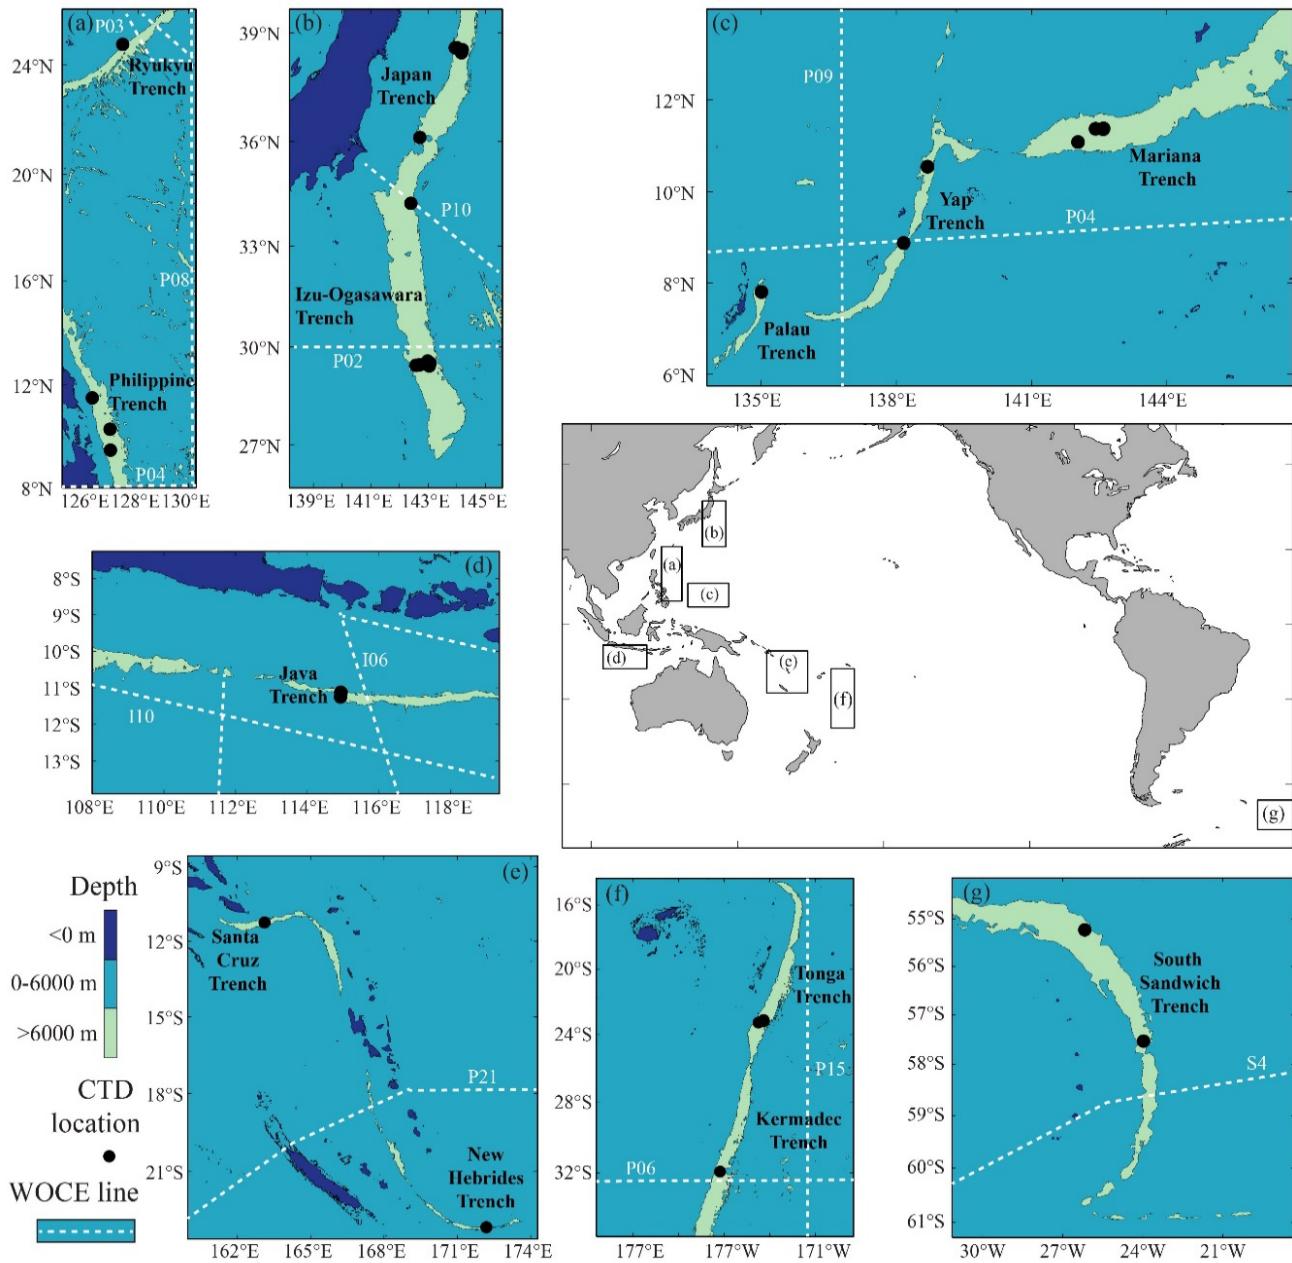 (a)
P03
24°N
Ryukyu
Trench
20°N
16°N
P08
12°N
Philippine
Trench
P04
8°N
126°E 128°E 130°E
(b)
39°N
Japan
Trench
36°N
P10
33°N
Izu-Ogasawara
Trench
30°N
P02
27°N
139°E 141°E 143°E 145°E
(c)
P09
12°N
Mariana
Trench
10°N
Yap
Trench
P04
8°N
Palau
Trench
6°N
135°E 138°E 141°E 144°E
(d)
8°S
9°S
10°S
I06
Java
Trench
11°S
I10
12°S
13°S
108°E 110°E 112°E 114°E 116°E 118°E
(b)
(a)
(c)
(d)
(e)
(f)
(g)
Depth
<0 m
0-6000 m
>6000 m
CTD
location
WOCE line
(e)
9°S
Santa
Cruz
Trench
12°S
15°S
P21
18°S
New
Hebrides
Trench
21°S
162°E 165°E 168°E 171°E 174°E
(f)
16°S
20°S
Tonga
Trench
24°S
P15
28°S
Kermadec
Trench
P06
32°S
177°E 177°W 171°W
(g)
55°S
South
Sandwich
Trench
56°S
57°S
58°S
S4
59°S
60°S
61°S
30°W 27°W 24°W 21°W